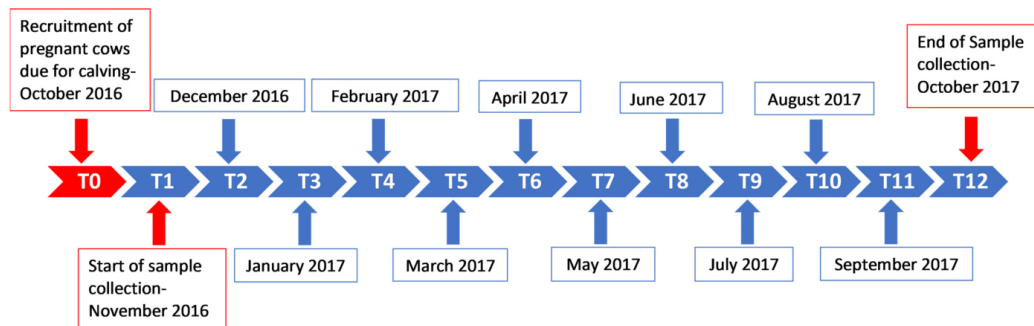 Recruitment of
pregnant cows
due for calving-
October 2016
End of Sample
collection-
October 2017
December 2016
February 2017
April 2017
June 2017
August 2017
T0
T1
T2
T3
T4
T5
T6
T7
T8
T9
T10
T11
T12
Start of sample
collection-
November 2016
January 2017
March 2017
May 2017
July 2017
September 2017